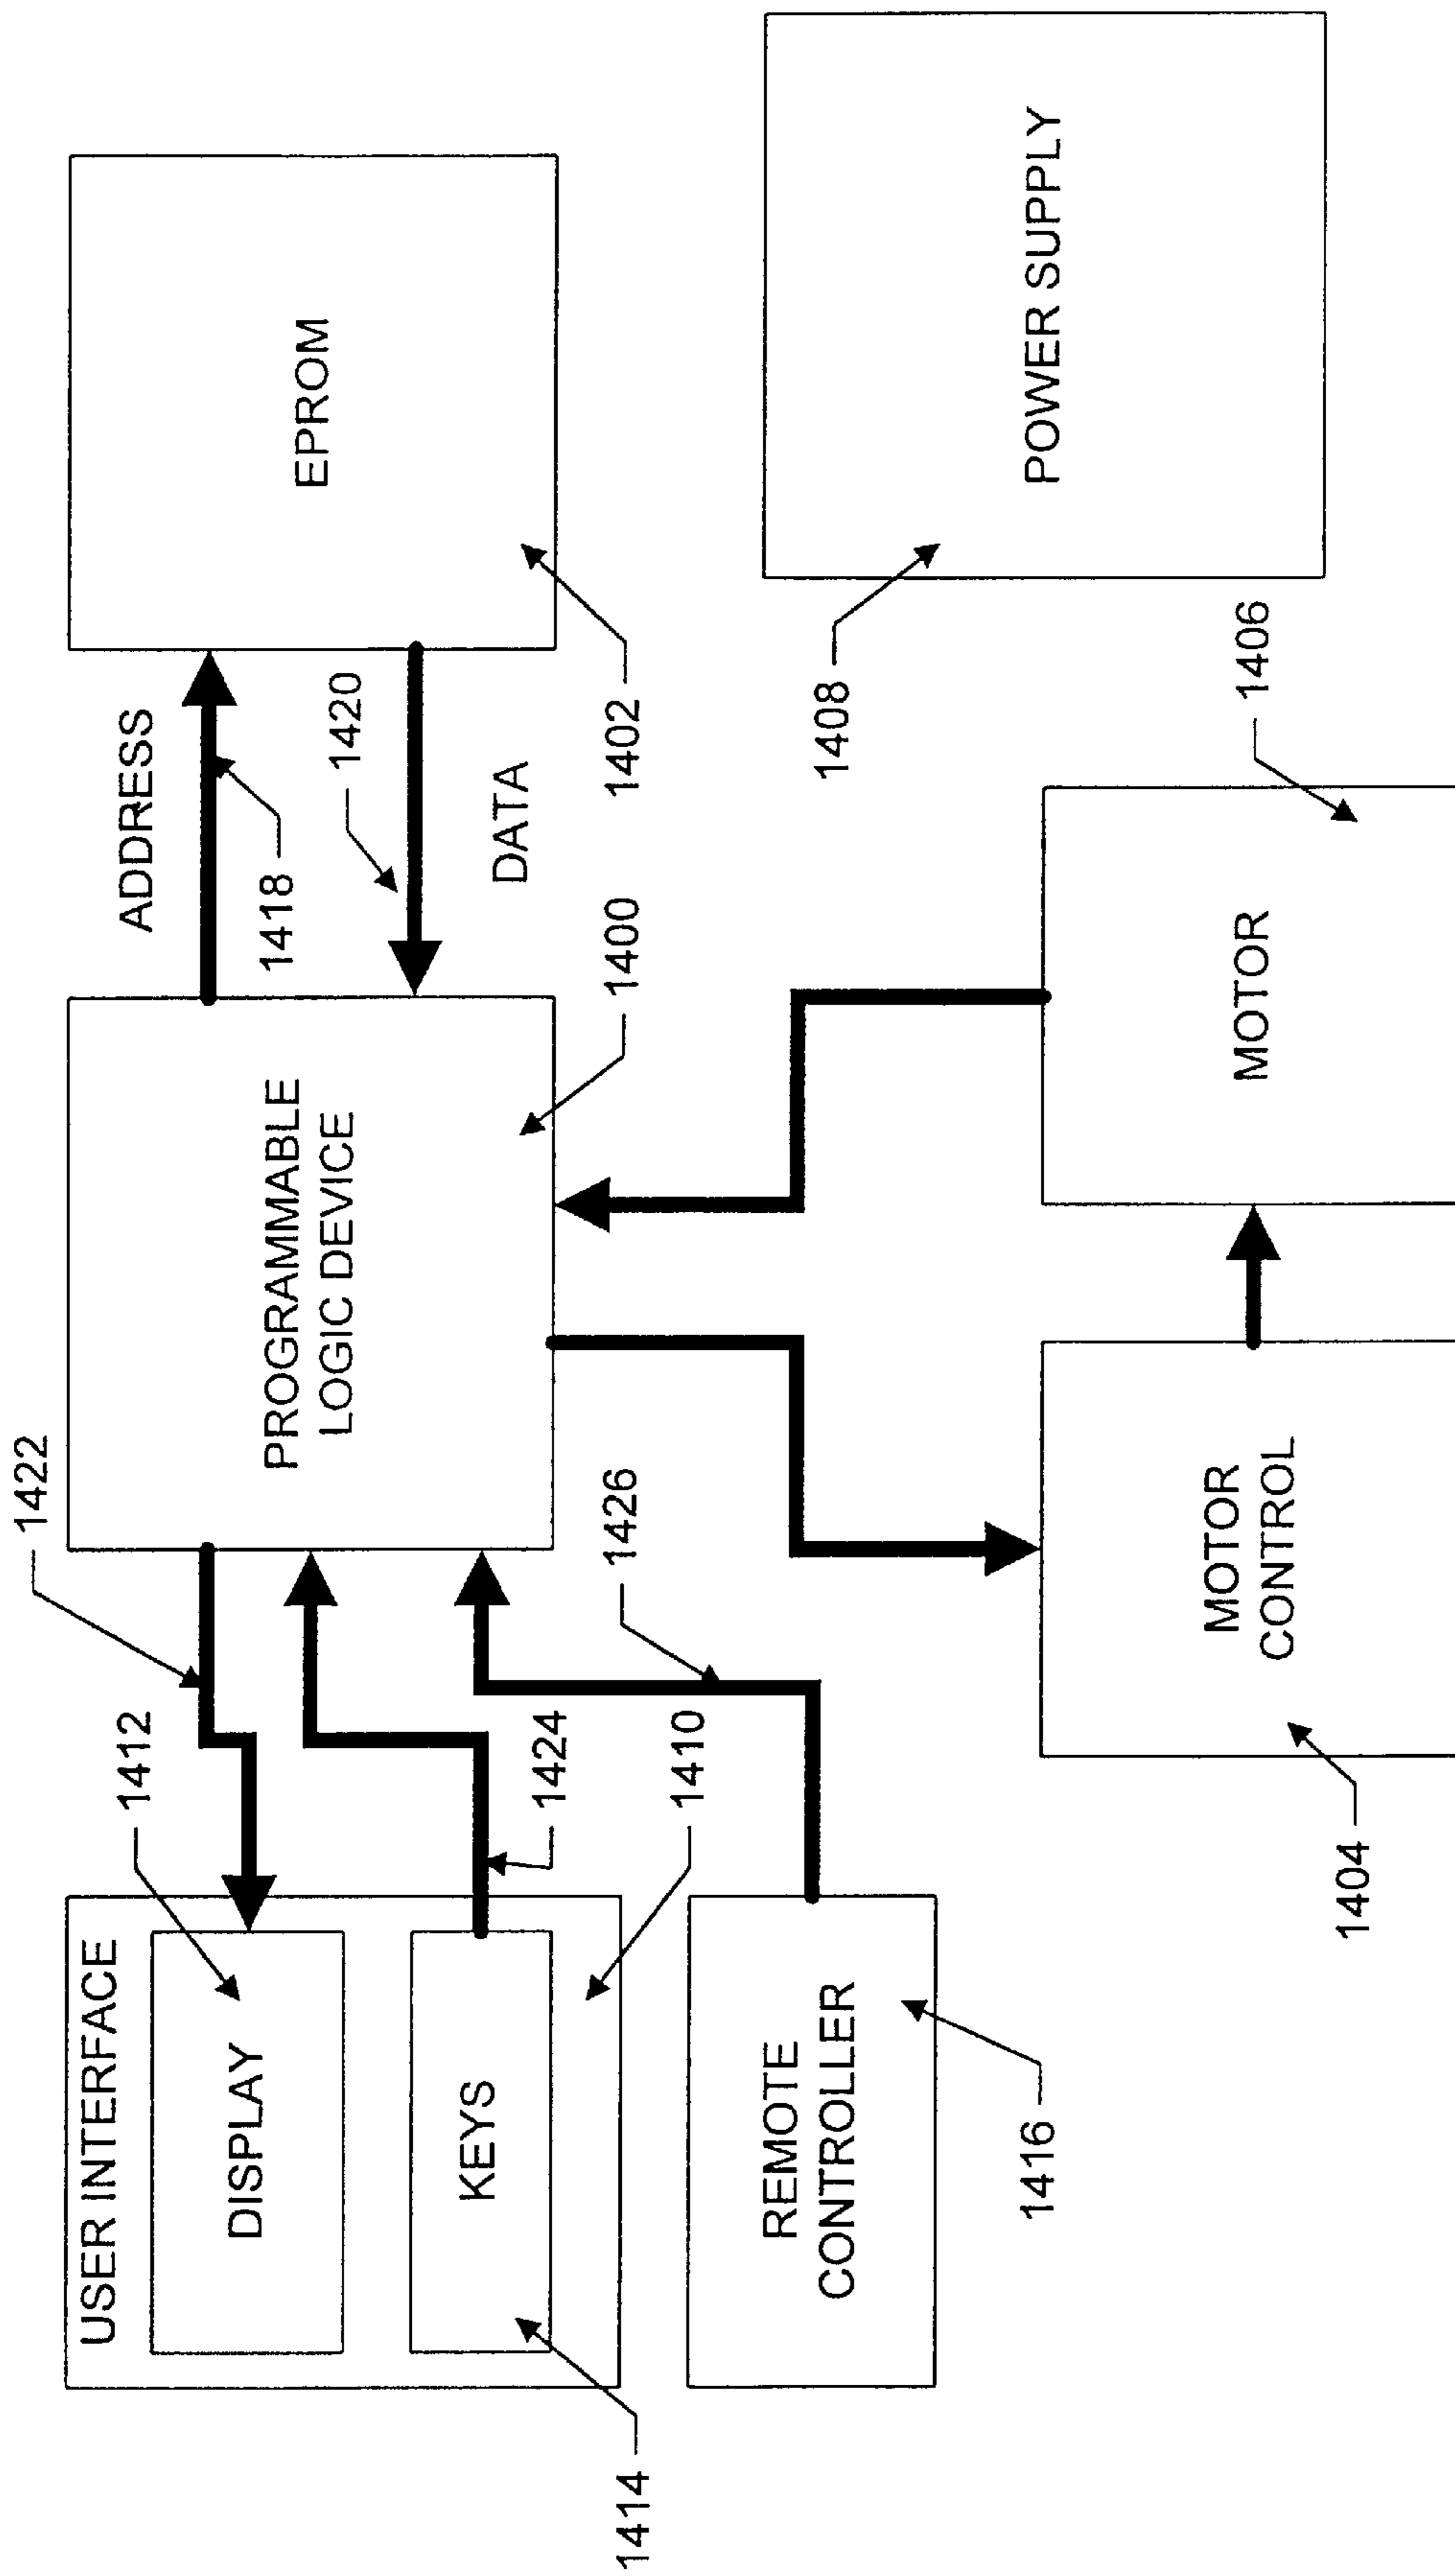 1422
ADDRESS
1418
1420
DATA
1402
EPROM
PROGRAMMABLE
LOGIC DEVICE
1400
USER INTERFACE
1412
DISPLAY
KEYS
1424
1410
1414
1426
REMOTE
CONTROLLER
1416
MOTOR
CONTROL
1404
MOTOR
1406
1408
POWER SUPPLY